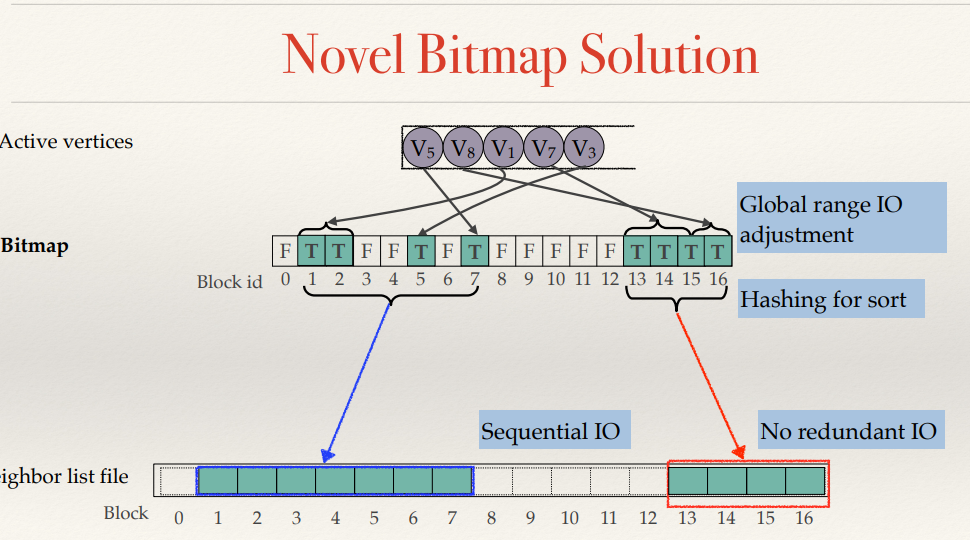 Novel Bitmap Solution
Active vertices
V5 V8 V1 V7 V3
Global range IO
adjustment
Bitmap
F T T F F T F T F F F F F T T T T
Block id 0 1 2 3 4 5 6 7 8 9 10 11 12 13 14 15 16
Hashing for sort
Sequential IO
No redundant IO
eighbor list file
Block 0 1 2 3 4 5 6 7 8 9 10 11 12 13 14 15 16